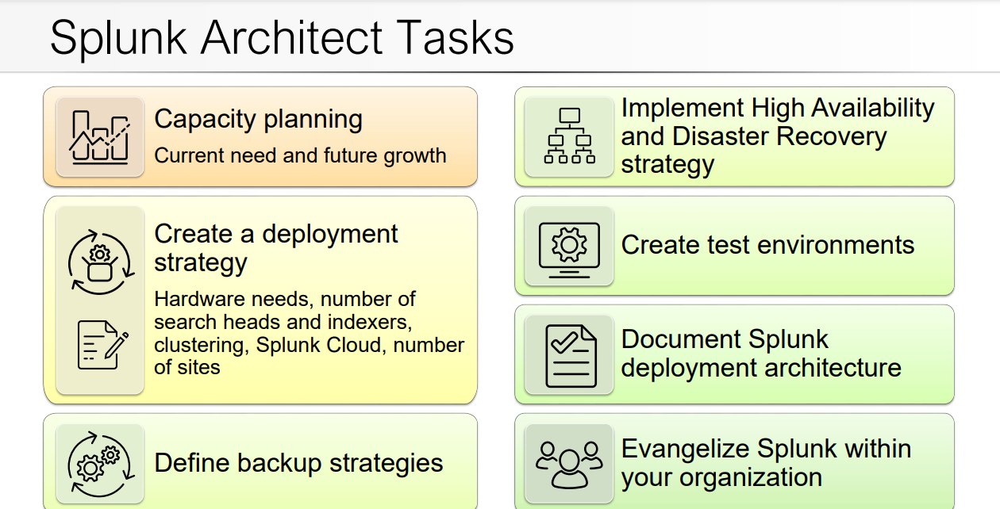 Splunk Architect Tasks
Capacity planning
Current need and future growth
Create a deployment
strategy
Hardware needs, number of
search heads and indexers,
clustering, Splunk Cloud, number
of sites
Define backup strategies
Implement High Availability
and Disaster Recovery
strategy
Create test environments
Document Splunk
deployment architecture
Evangelize Splunk within
your organization